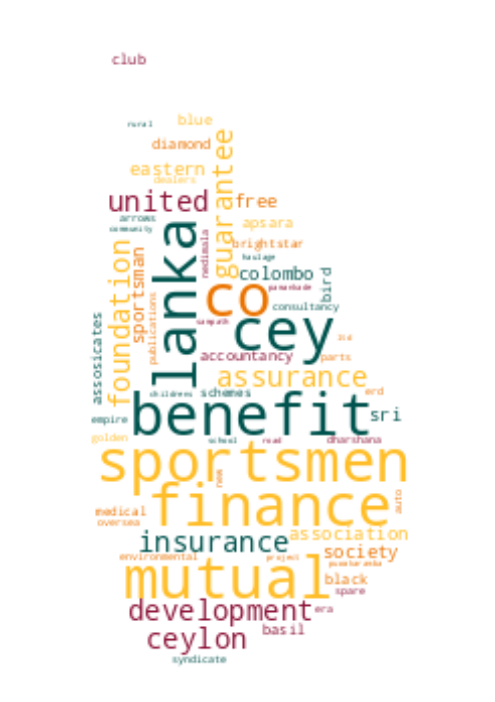 club
rural
blue
diamond
guarantee
eastern
dealers
united
free
arrows
apsara
community
lanka
nedimala
brightstar
foundation
sportsman
haulage
colombo
bird
pamankade
co
publications
consultancy
assosicates
sampath
cey
ltd
accountancy
parts
assurance
childrens
schemes
erd
benefit
sri
empire
golden
school
road
dharshana
sportsmen
new
finance
auto
medical
oversea
association
insurance
society
environmental
project
mutual
black
spare
development
era
basil
ceylon
syndicate